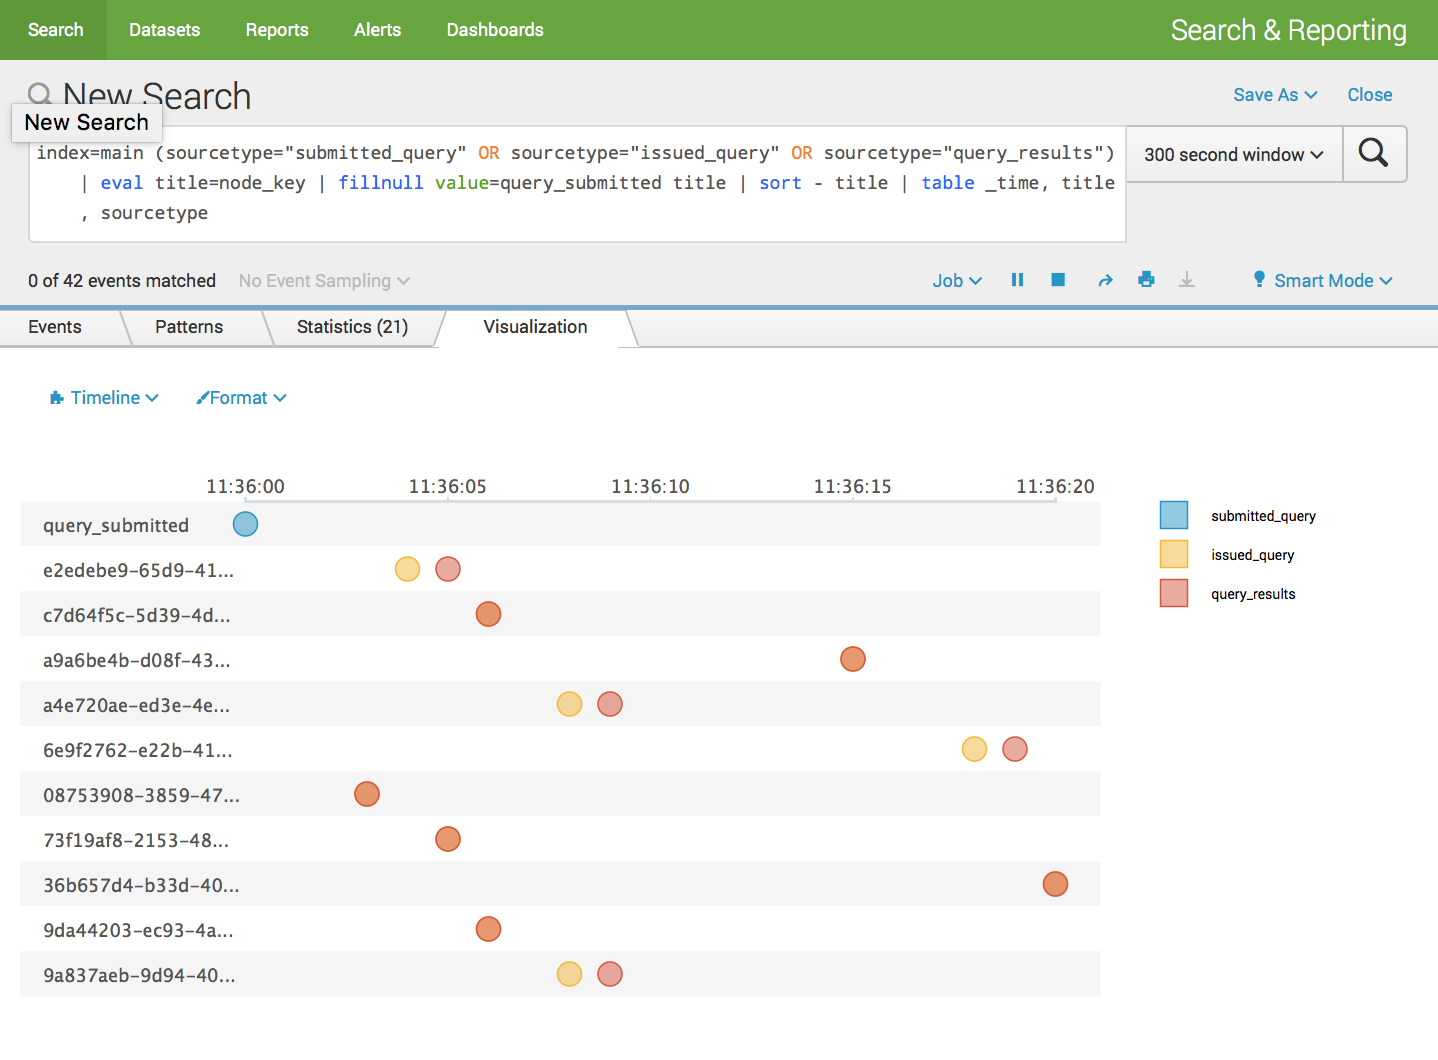 Search Datasets Reports Alerts Dashboards Search & Reporting
New Search Save As Close
New Search
index=main (sourcetype="submitted_query" OR sourcetype="issued_query" OR sourcetype="query_results") 300 second window
| eval title=node_key | fillnull value=query_submitted title | sort - title | table _time, title
, sourcetype
0 of 42 events matched No Event Sampling Job Smart Mode
Events Patterns Statistics (21) Visualization
Timeline Format
11:36:00 11:36:05 11:36:10 11:36:15 11:36:20
query_submitted
e2edebe9-65d9-41...
c7d64f5c-5d39-4d...
a9a6be4b-d08f-43...
a4e720ae-ed3e-4e...
6e9f2762-e22b-41...
08753908-3859-47...
73f19af8-2153-48...
36b657d4-b33d-40...
9da44203-ec93-4a...
9a837aeb-9d94-40...
submitted_query
issued_query
query_results